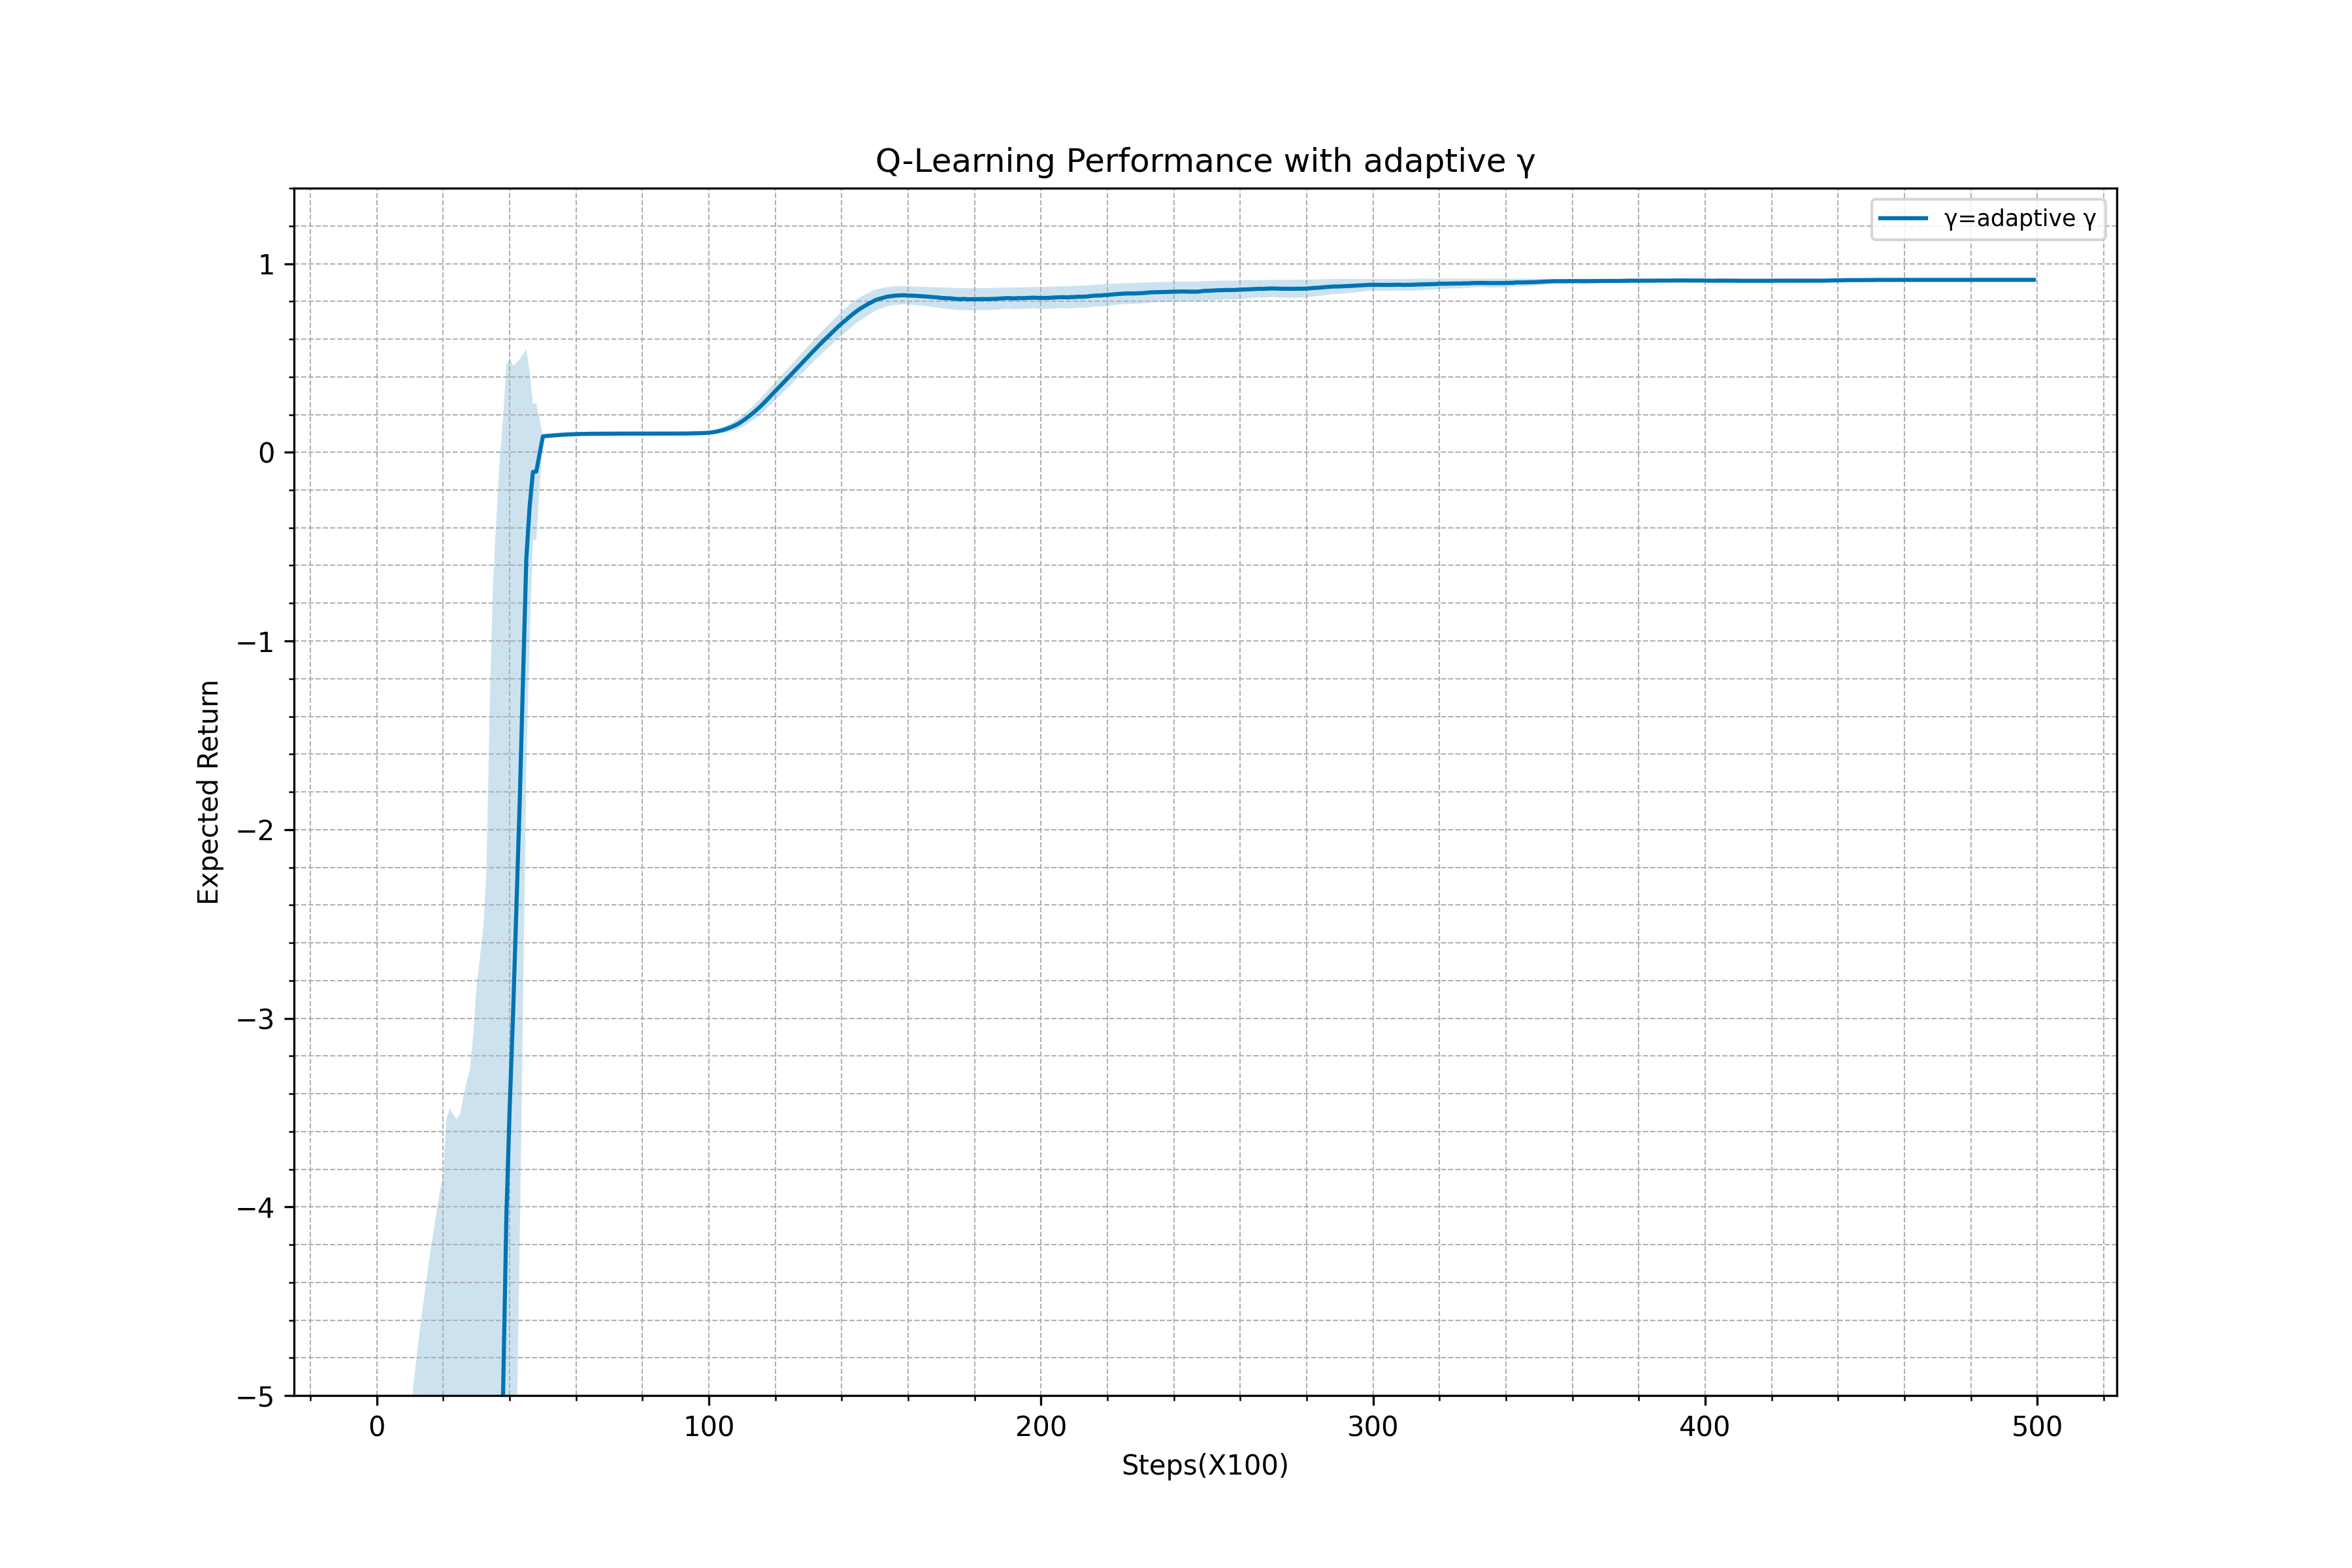 Q-Learning Performance with adaptive γ
γ=adaptive γ
1
0
−1
−2
−3
−4
−5
Expected Return
0 100 200 300 400 500
Steps(X100)